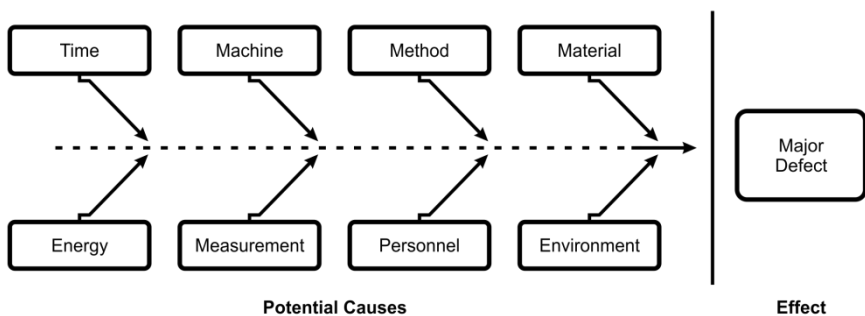 Time
Machine
Method
Material
Major
Defect
Energy
Measurement
Personnel
Environment
Potential Causes
Effect